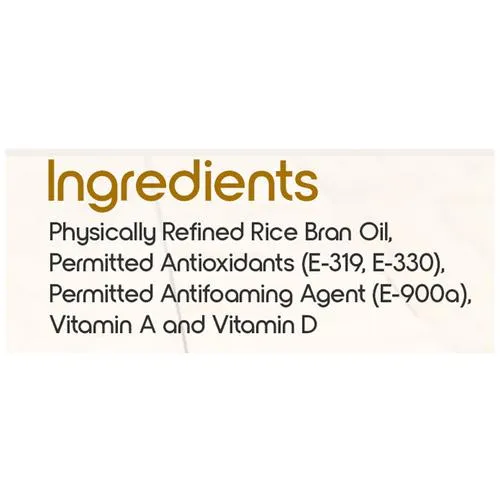 Ingredients
Physically Refined Rice Bran Oil,
Permitted Antioxidants (E-319, E-330),
Permitted Antifoaming Agent (E-900a),
Vitamin A and Vitamin D